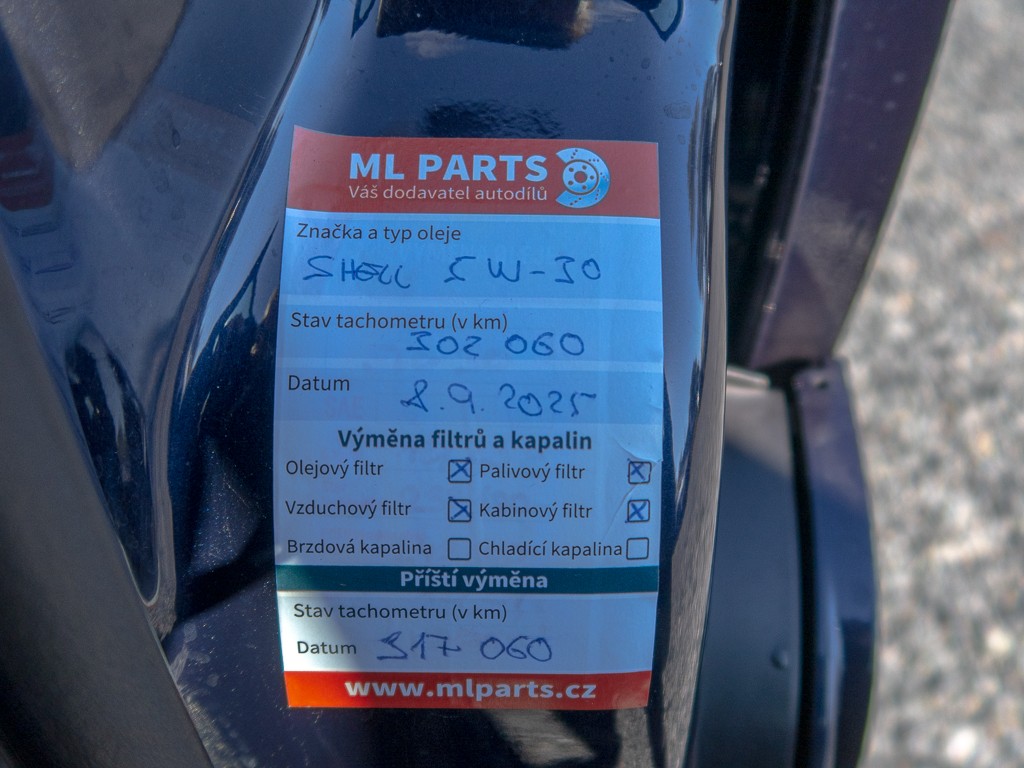 ML PARTS
Váš dodavatel autodílů
Značka a typ oleje
SHELL 5W-30
Stav tachometru (v km)
302 060
Datum
8.9.2025
Výměna filtrů a kapalin
Olejový filtr Palivový filtr
Vzduchový filtr Kabinový filtr
Brzdová kapalina Chladící kapalina
Příští výměna
Stav tachometru (v km)
Datum 317 060
www.mlparts.cz